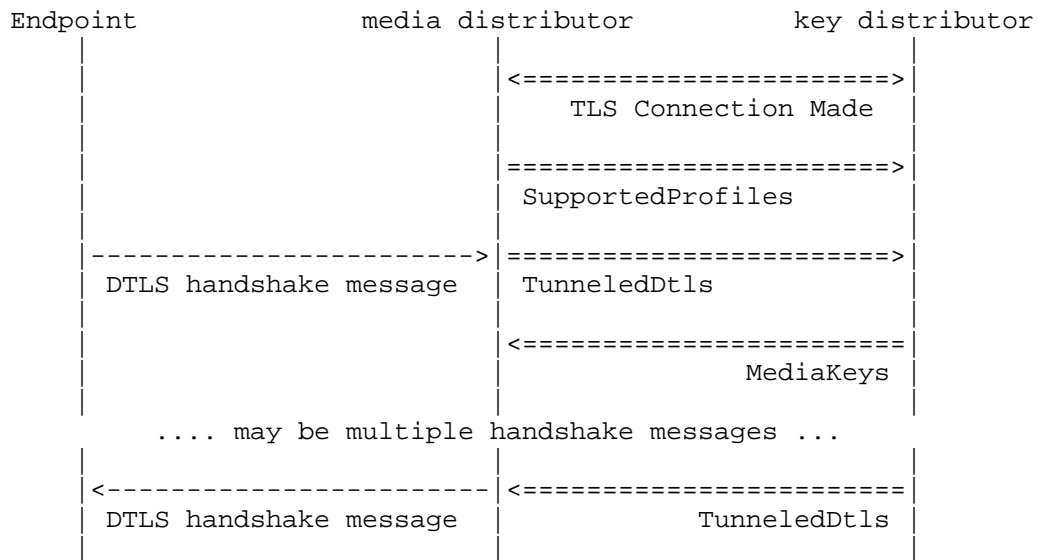 Endpoint media distributor key distributor
TLS Connection Made
SupportedProfiles
DTLS handshake message TunneledDtls
MediaKeys
.... may be multiple handshake messages ...
DTLS handshake message TunneledDtls